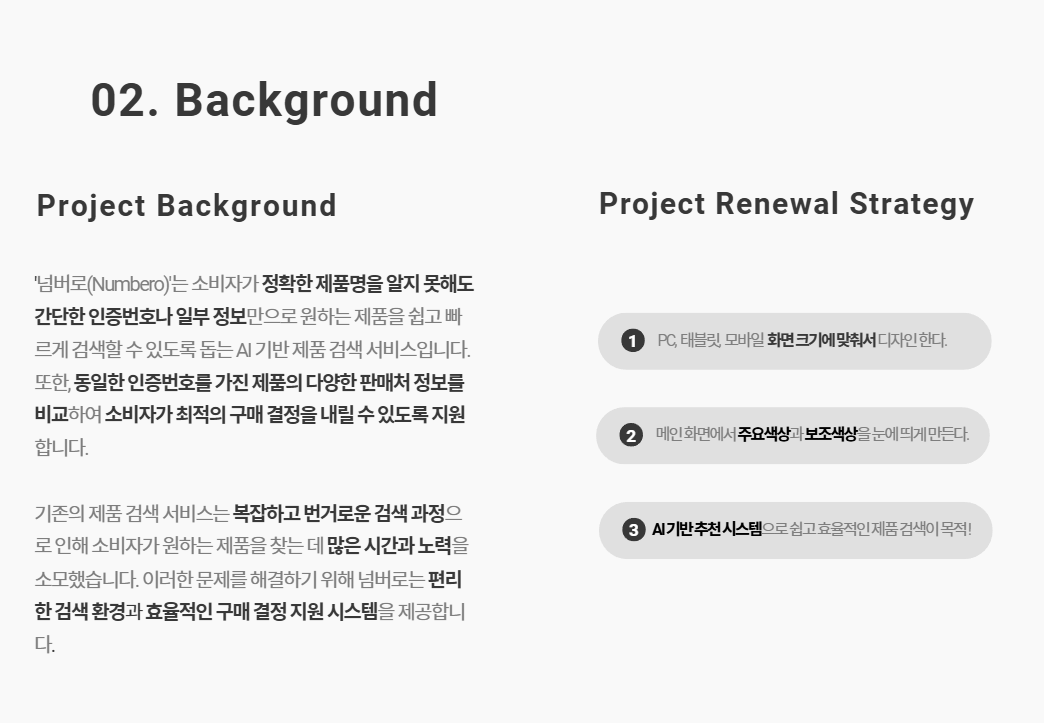 02. Background
Project Background
'넘버로(Numbero)'는 소비자가 정확한 제품명을 알지 못해도
간단한 인증번호나 일부 정보만으로 원하는 제품을 쉽고 빠
르게 검색할 수 있도록 돕는 AI 기반 제품 검색 서비스입니다.
또한, 동일한 인증번호를 가진 제품의 다양한 판매처 정보를
비교하여 소비자가 최적의 구매 결정을 내릴 수 있도록 지원
합니다.
기존의 제품 검색 서비스는 복잡하고 번거로운 검색 과정으
로 인해 소비자가 원하는 제품을 찾는 데 많은 시간과 노력을
소모했습니다. 이러한 문제를 해결하기 위해 넘버로는 편리
한 검색 환경과 효율적인 구매 결정 지원 시스템을 제공합니
다.
Project Renewal Strategy
1 PC, 태블릿, 모바일 화면 크기에 맞춰서 디자인 한다.
2 메인 화면에서 주요색상과 보조색상을 눈에 띄게 만든다.
3 AI 기반 추천 시스템으로 쉽고 효율적인 제품 검색이 목적!